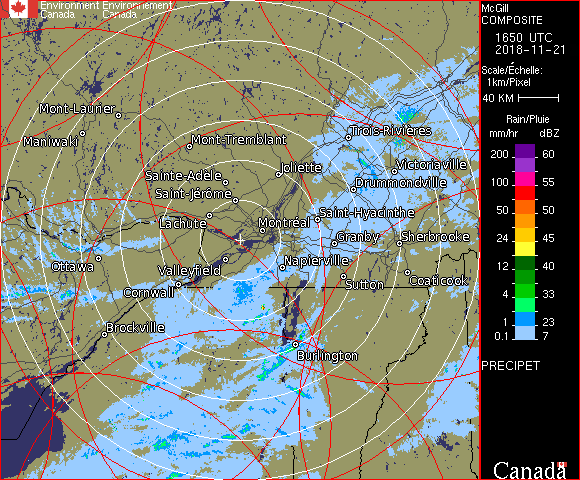 Environment Environnement
Canada Canada
McGill
COMPOSITE
1650 UTC
2018-11-21
Scale/Échelle:
1km/Pixel
40 KM
Rain/Pluie
mm/hr dBZ
200 60
100 55
50 50
24 45
12 40
4 33
1 23
0.1 7
PRECIPET
Canada
Mont-Laurier
Maniwaki
Mont-Tremblant
Trois-Rivières
Joliette
Victoriaville
Sainte-Adèle
Drummondville
Saint-Jérôme
Saint-Hyacinthe
Lachute
Montréal
Granby
Sherbrooke
Ottawa
Valleyfield
Napierville
Sutton
Coaticook
Cornwall
Brockville
Burlington